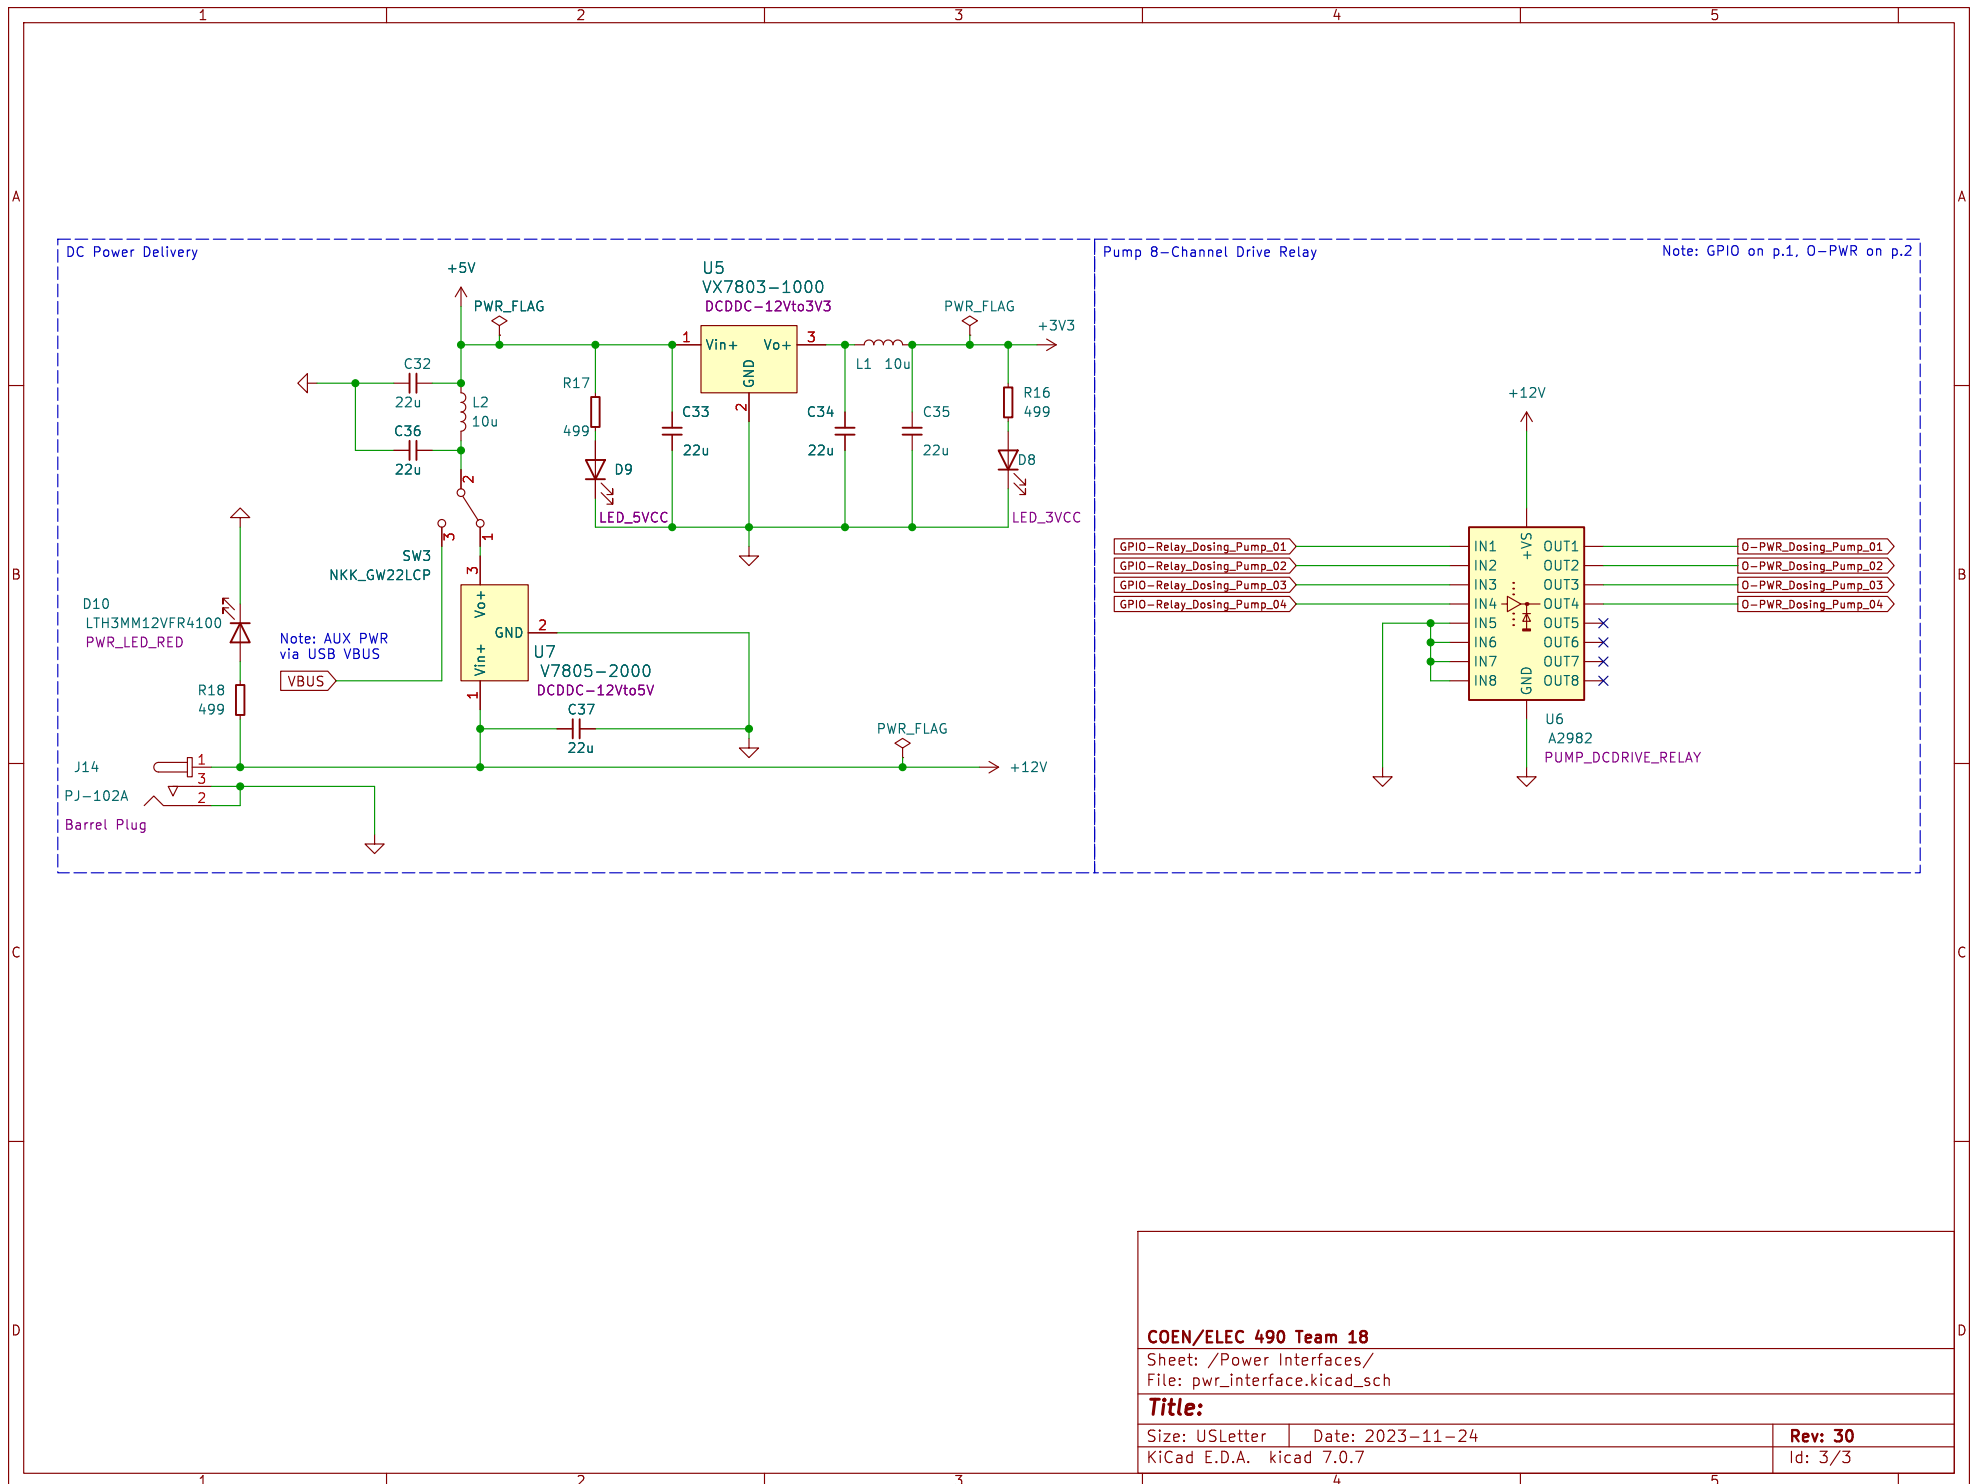 1 2 3 4 5
A A
B B
C C
D D
DC Power Delivery
+5V
PWR_FLAG
U5
VX7803-1000
DCDDC-12Vto3V3
1 Vin+ Vo+ 3
GND
2
PWR_FLAG
+3V3
C32
22u
L2
10u
C36
22u
R17
499
D9
LED_5VCC
C33
22u
L1 10u
C34
22u
C35
22u
R16
499
D8
LED_3VCC
2
3 1
SW3
NKK_GW22LCP
3
Vo+
GND 2
Vin+
1
U7
V7805-2000
DCDDC-12Vto5V
C37
22u
D10
LTH3MM12VFR4100
PWR_LED_RED
Note: AUX PWR
via USB VBUS
VBUS
R18
499
PWR_FLAG
+12V
J14
1
3
2
PJ-102A
Barrel Plug
Pump 8-Channel Drive Relay
Note: GPIO on p.1, O-PWR on p.2
+12V
+VS
GPIO-Relay_Dosing_Pump_01 IN1 OUT1 O-PWR_Dosing_Pump_01
GPIO-Relay_Dosing_Pump_02 IN2 OUT2 O-PWR_Dosing_Pump_02
GPIO-Relay_Dosing_Pump_03 IN3 OUT3 O-PWR_Dosing_Pump_03
GPIO-Relay_Dosing_Pump_04 IN4 OUT4 O-PWR_Dosing_Pump_04
IN5 OUT5
IN6 OUT6
IN7 OUT7
IN8 OUT8
GND
U6
A2982
PUMP_DCDRIVE_RELAY
COEN/ELEC 490 Team 18
Sheet: /Power Interfaces/
File: pwr_interface.kicad_sch
Title:
Size: USLetter Date: 2023-11-24 Rev: 30
KiCad E.D.A. kicad 7.0.7 Id: 3/3
1 2 3 4 5